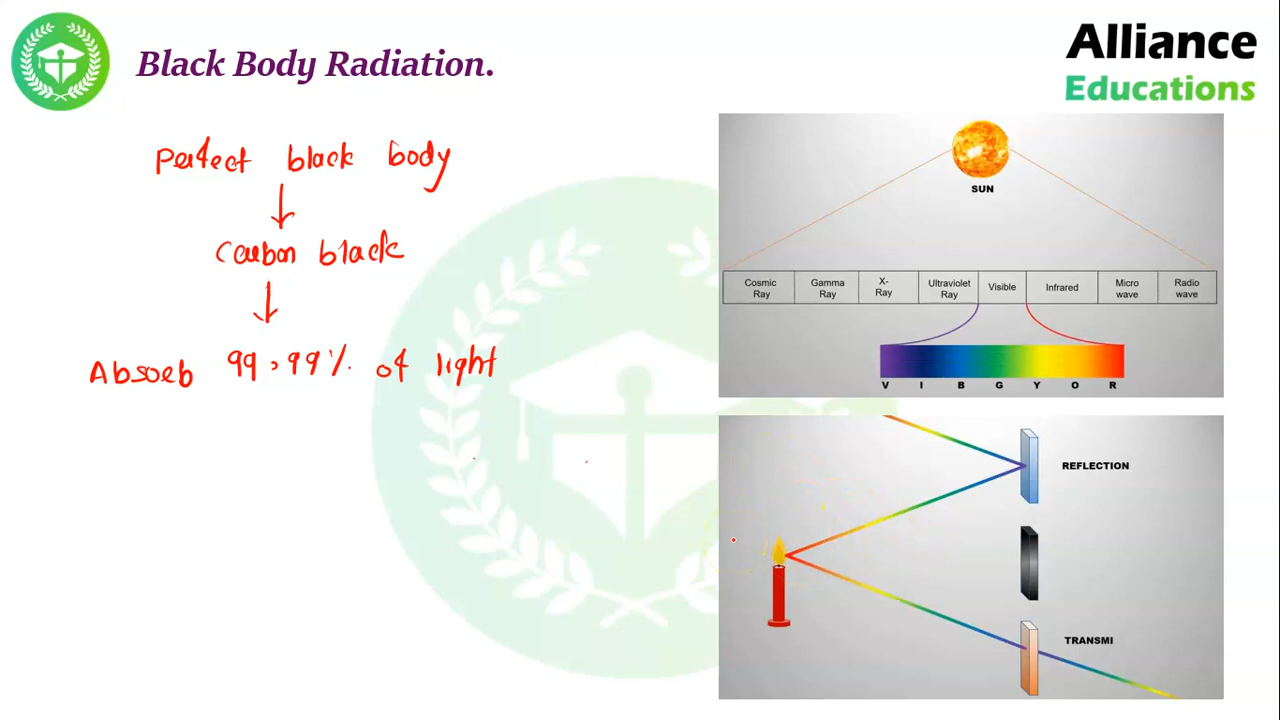 Black Body Radiation.
Alliance
Educations
Perfect black body
Carbon black
Absorb 99.99% of light
SUN
Cosmic Ray
Gamma Ray
X-Ray
Ultraviolet Ray
Visible
Infrared
Micro wave
Radio wave
V I B G Y O R
REFLECTION
TRANSMI